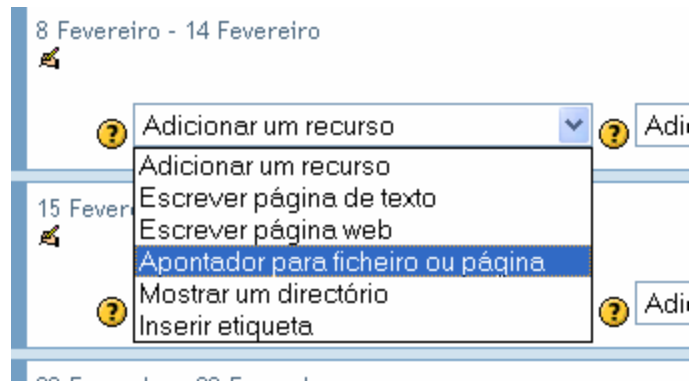 8 Fevereiro - 14 Fevereiro
? Adicionar um recurso ?
Adicionar um recurso
Escrever página de texto
15
Escrever página web
Apontador para ficheiro ou página
? Mostrar um directório ?
Inserir etiqueta